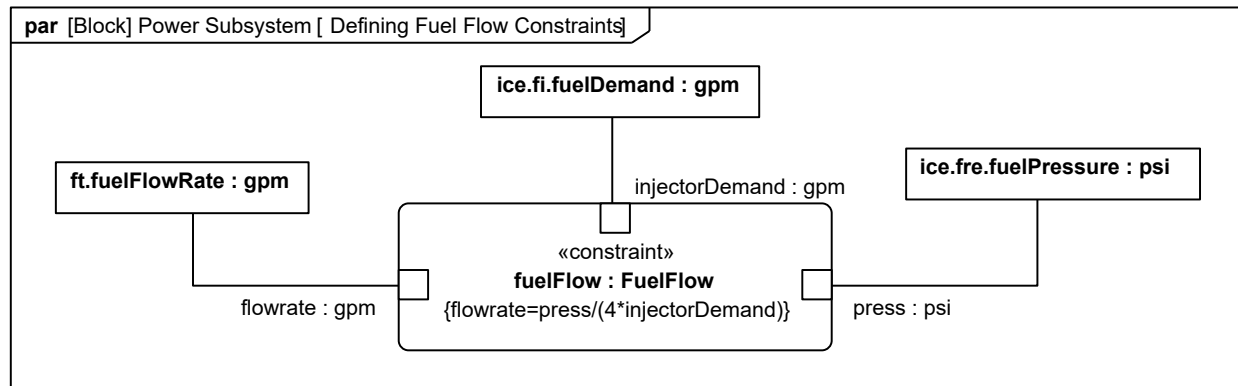 par [Block] Power Subsystem [ Defining Fuel Flow Constraints]
ice.fi.fuelDemand : gpm
ft.fuelFlowRate : gpm
ice.fre.fuelPressure : psi
injectorDemand : gpm
«constraint»
fuelFlow : FuelFlow
{flowrate=press/(4*injectorDemand)}
flowrate : gpm
press : psi